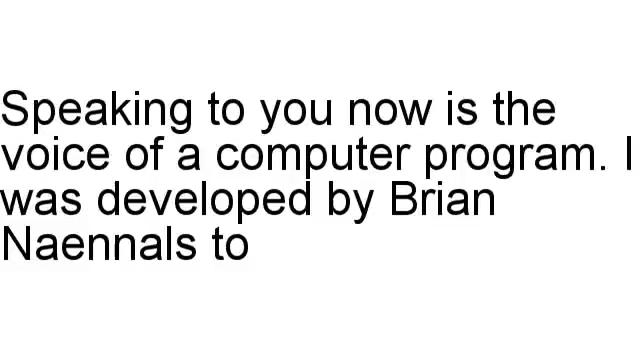 Speaking to you now is the
voice of a computer program. I
was developed by Brian
Naennals to